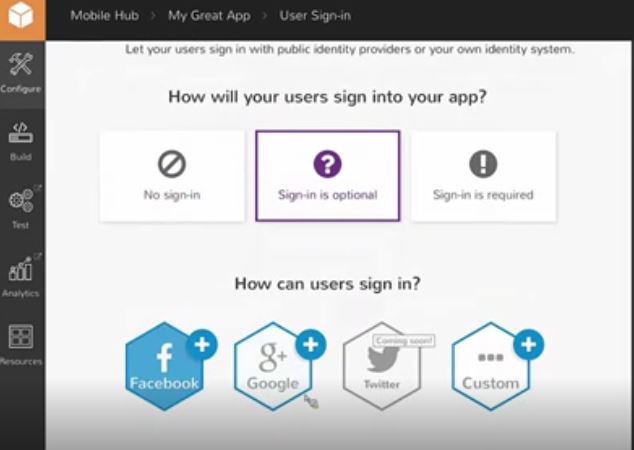 Mobile Hub > My Great App > User Sign-in
Let your users sign in with public identity providers or your own identity system.
Configure
Build
Test
Analytics
Resources
How will your users sign into your app?
No sign-in
Sign-in is optional
Sign-in is required
How can users sign in?
Coming soon!
f
g+
Facebook
Google
Twitter
Custom